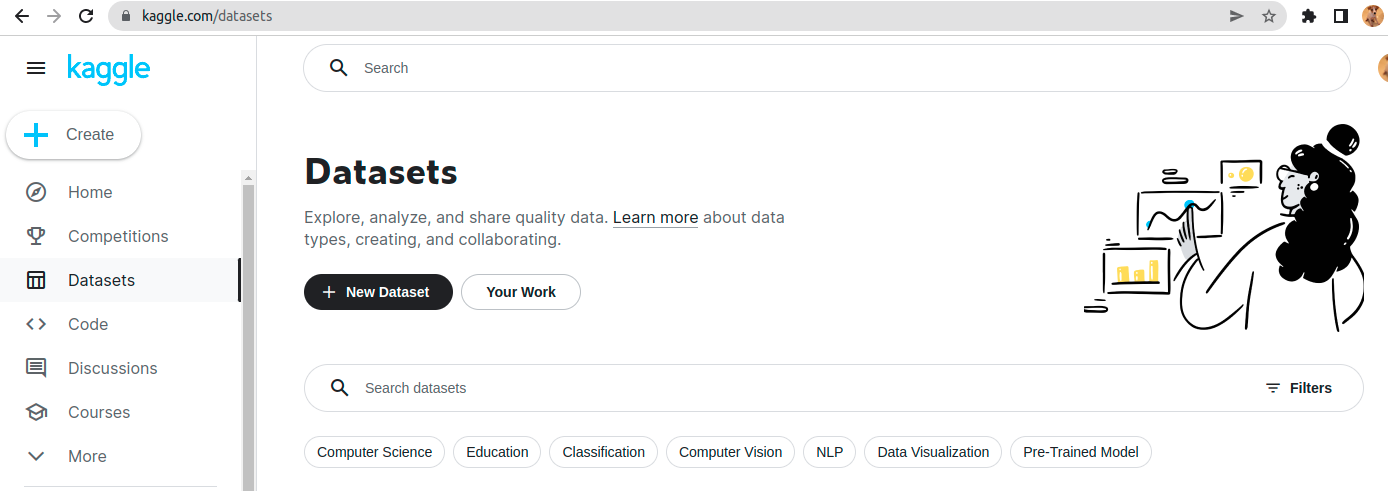 kaggle.com/datasets
kaggle
Search
Create
Home
Competitions
Datasets
Code
Discussions
Courses
More
Datasets
Explore, analyze, and share quality data. Learn more about data
types, creating, and collaborating.
New Dataset
Your Work
Search datasets
Filters
Computer Science
Education
Classification
Computer Vision
NLP
Data Visualization
Pre-Trained Model